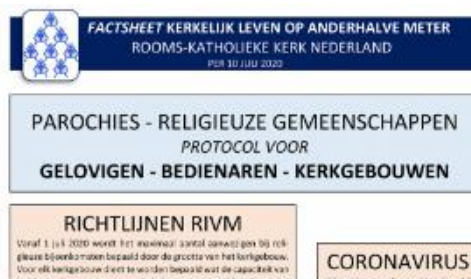 FACTSHEET KERKELIJK LEVEN OP ANDERHALVE METER
ROOMS-KATHOLIEKE KERK NEDERLAND
PER 10 JULI 2020
PAROCHIES - RELIGIEUZE GEMEENSCHAPPEN
PROTOCOL VOOR
GELOVIGEN - BEDIENAREN - KERKGEBOUWEN
RICHTLIJNEN RIVM
Vanaf 1 juli 2020 wordt het maximaal aantal aanwezigen bij reli-
gieuze bijeenkomsten bepaald door de grootte van het kerkgebouw.
Voor elk kerkgebouw dient te worden bepaald wat de capaciteit van
CORONAVIRUS